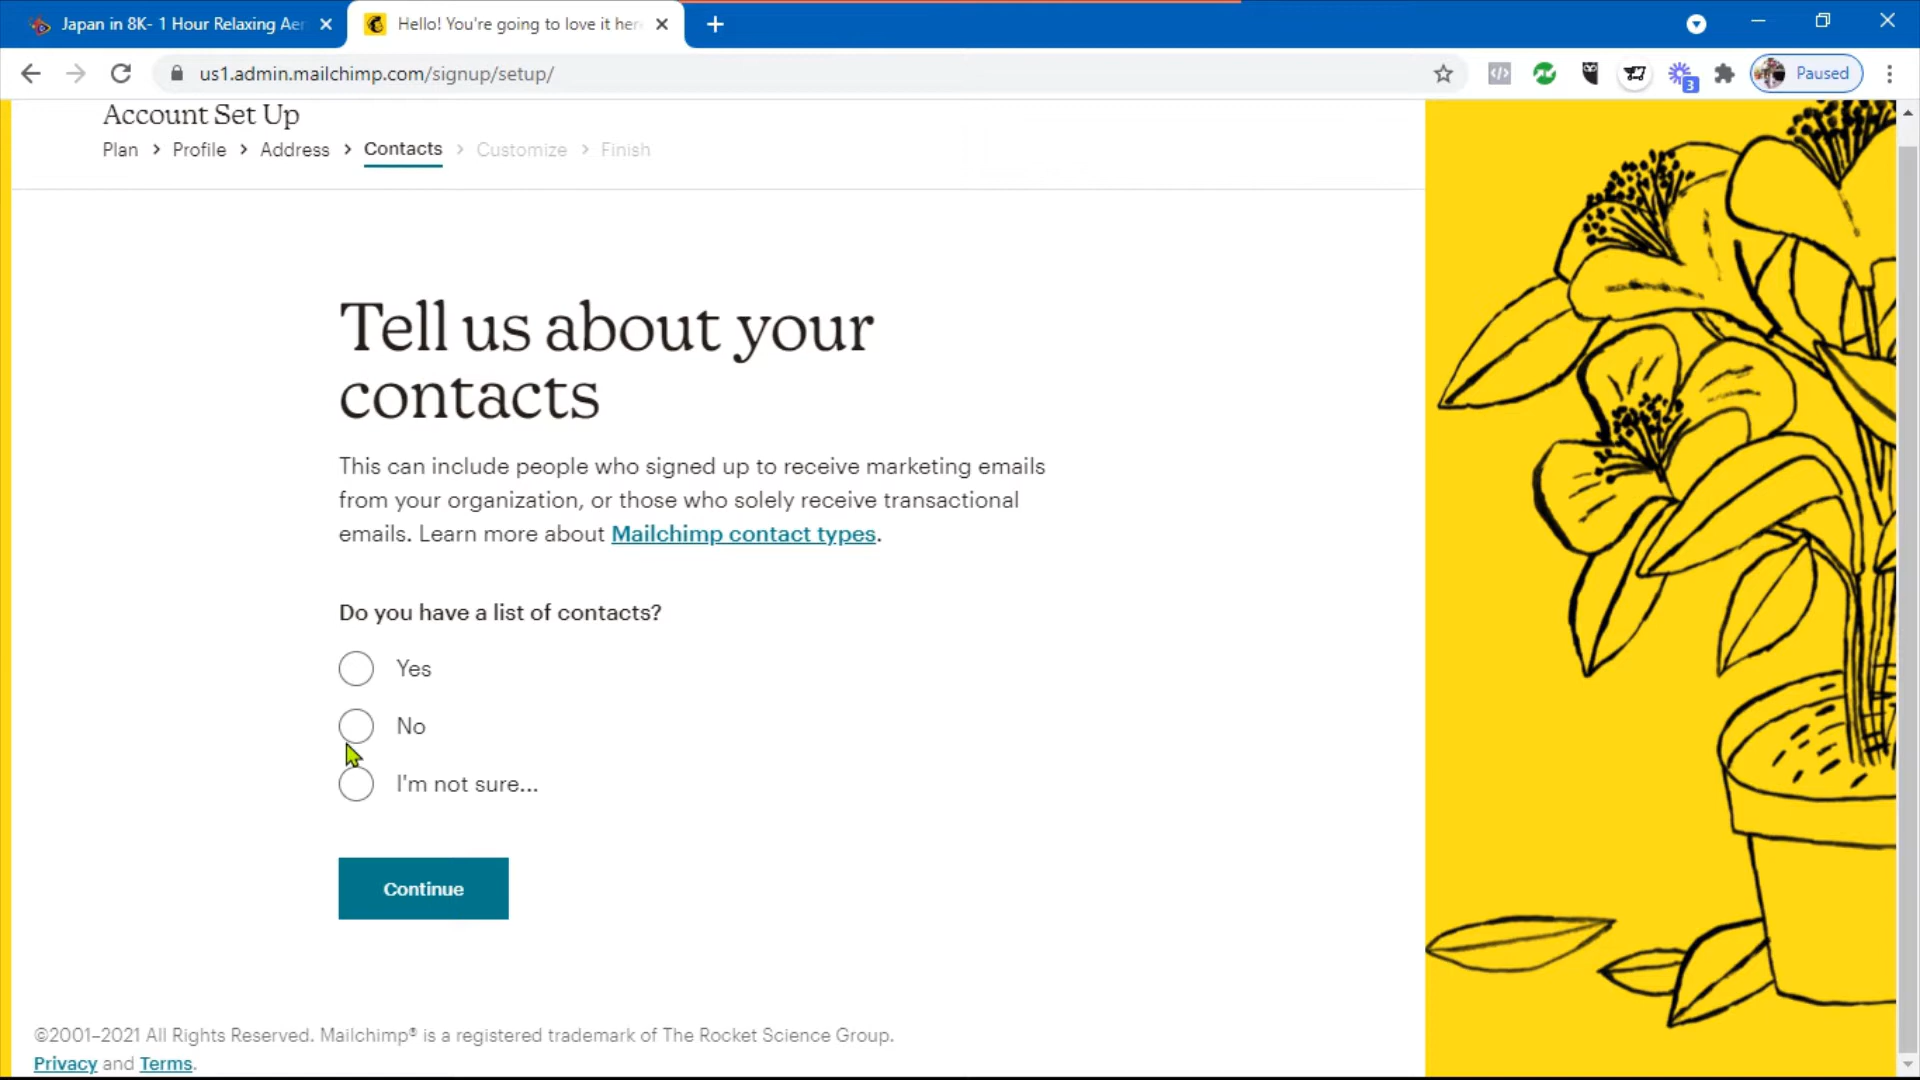 Japan in 8K- 1 Hour Relaxing Aer
Hello! You're going to love it here
us1.admin.mailchimp.com/signup/setup/
3
Paused
Account Set Up
Plan > Profile > Address > Contacts > Customize > Finish
Tell us about your
contacts
This can include people who signed up to receive marketing emails
from your organization, or those who solely receive transactional
emails. Learn more about Mailchimp contact types.
Do you have a list of contacts?
Yes
No
I'm not sure...
Continue
©2001–2021 All Rights Reserved. Mailchimp® is a registered trademark of The Rocket Science Group.
Privacy and Terms.